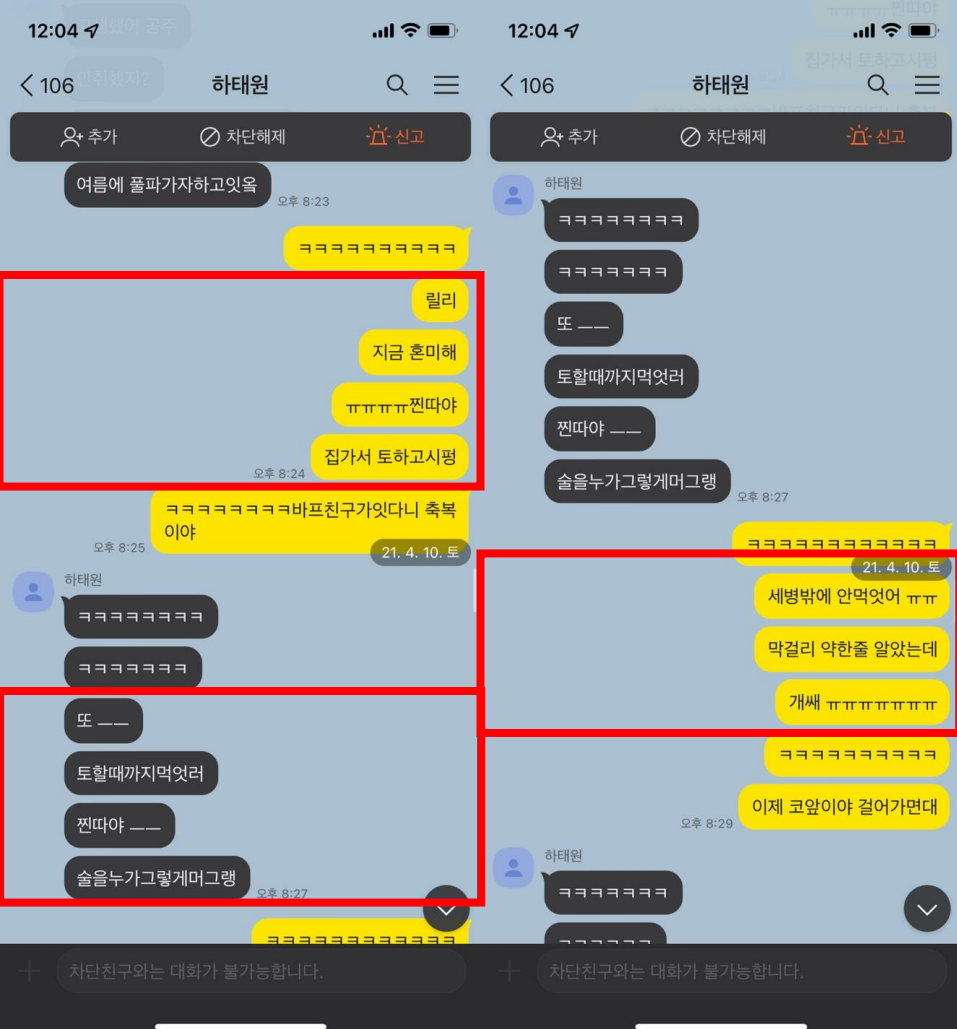 12:04
106
하태원
추가
차단해제
신고
여름에 풀파가자하고잇옥
오후 8:23
ㅋㅋㅋㅋㅋㅋㅋㅋㅋㅋ
릴리
지금 혼미해
ㅠㅠㅠㅠ찐따야
집가서 토하고시펑
오후 8:24
ㅋㅋㅋㅋㅋㅋㅋㅋ바프친구가잇다니 축복
이야
오후 8:25
21. 4. 10. 토
하태원
ㅋㅋㅋㅋㅋㅋㅋㅋ
ㅋㅋㅋㅋㅋㅋㅋ
또 ㅡㅡ
토할때까지먹엇러
찐따야 ㅡㅡ
술을누가그렇게머그랭
오후 8:27
ㅋㅋㅋㅋㅋㅋㅋㅋㅋㅋㅋㅋ
차단친구와는 대화가 불가능합니다.
12:04
106
하태원
추가
차단해제
신고
하태원
ㅋㅋㅋㅋㅋㅋㅋㅋ
ㅋㅋㅋㅋㅋㅋㅋ
또 ㅡㅡ
토할때까지먹엇러
찐따야 ㅡㅡ
술을누가그렇게머그랭
오후 8:27
ㅋㅋㅋㅋㅋㅋㅋㅋㅋㅋㅋㅋ
21. 4. 10. 토
세병밖에 안먹엇어 ㅠㅠ
막걸리 약한줄 알았는데
개쌔 ㅠㅠㅠㅠㅠㅠㅠ
ㅋㅋㅋㅋㅋㅋㅋㅋㅋㅋ
이제 코앞이야 걸어가면대
오후 8:29
하태원
ㅋㅋㅋㅋㅋㅋㅋ
ㅋㅋㅋㅋㅋㅋ
차단친구와는 대화가 불가능합니다.